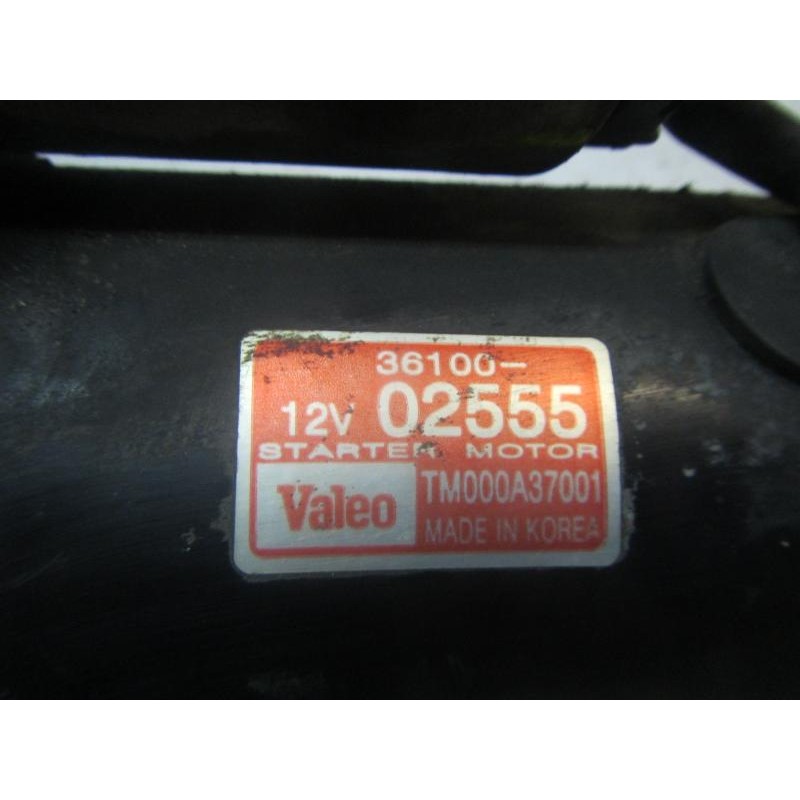 36100-
12V 02555
STARTER MOTOR
Valeo TM000A37001
MADE IN KOREA